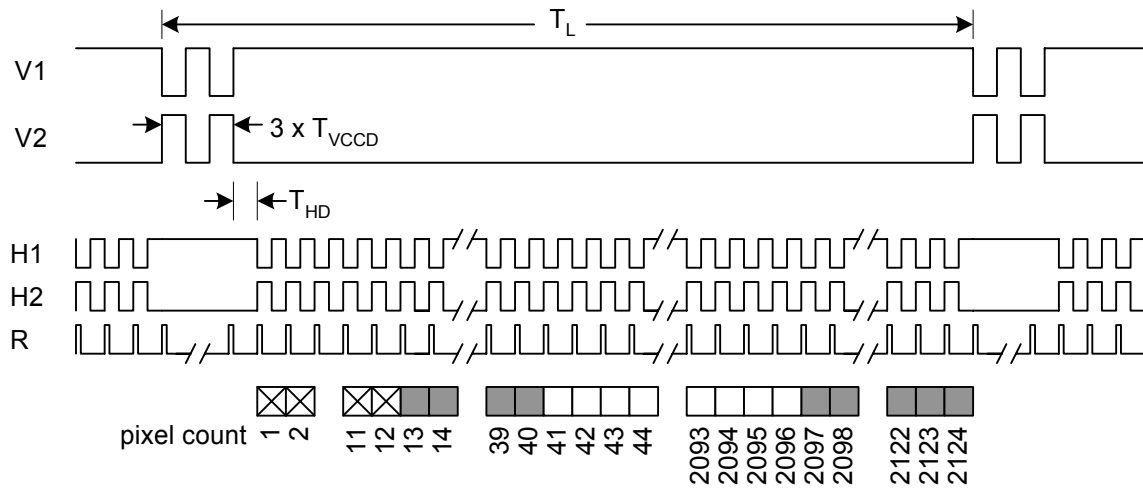 T_L
V1
V2
3 x T_VCCD
T_HD
H1
H2
R
pixel count
1 2 11 12 13 14 39 40 41 42 43 44 2093 2094 2095 2096 2097 2098 2122 2123 2124